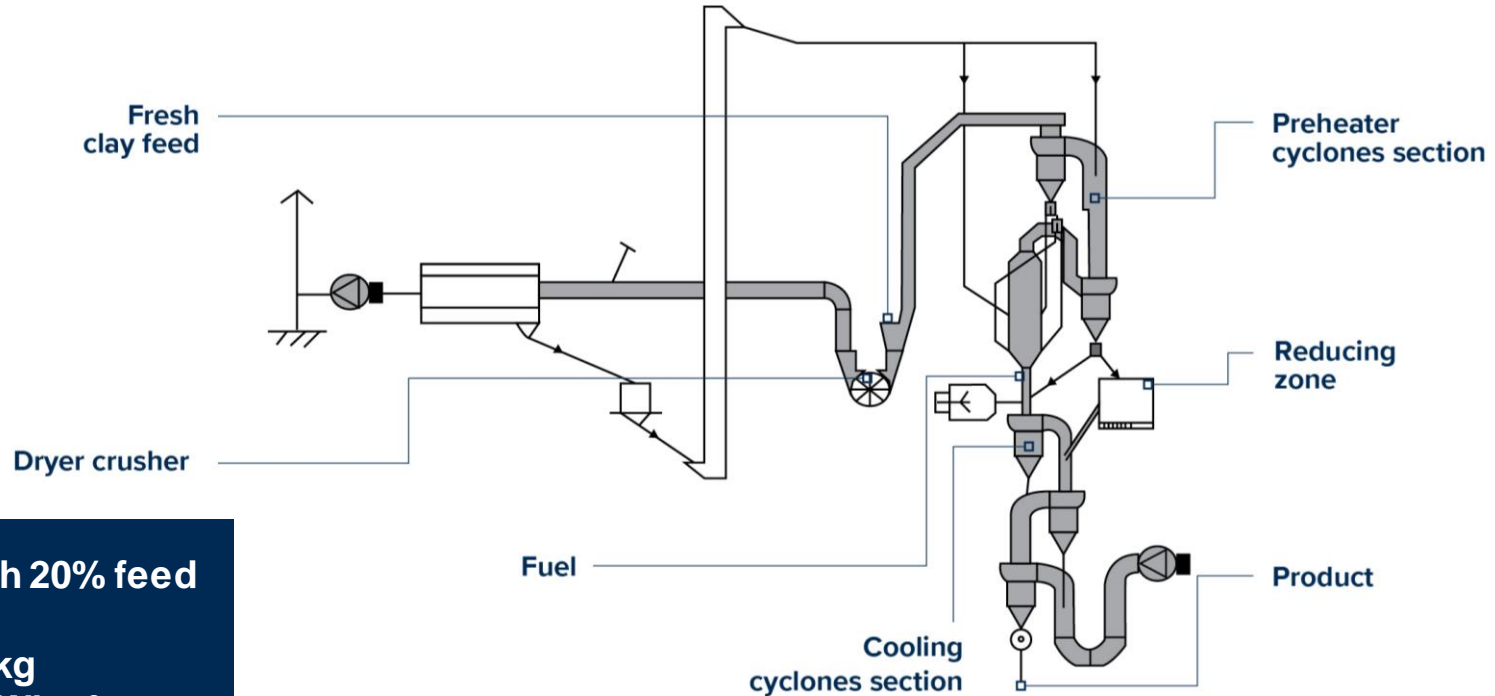 Fresh
clay feed
Preheater
cyclones section
Reducing
zone
Dryer crusher
Fuel
Product
Cooling
cyclones section
20% feed
kg